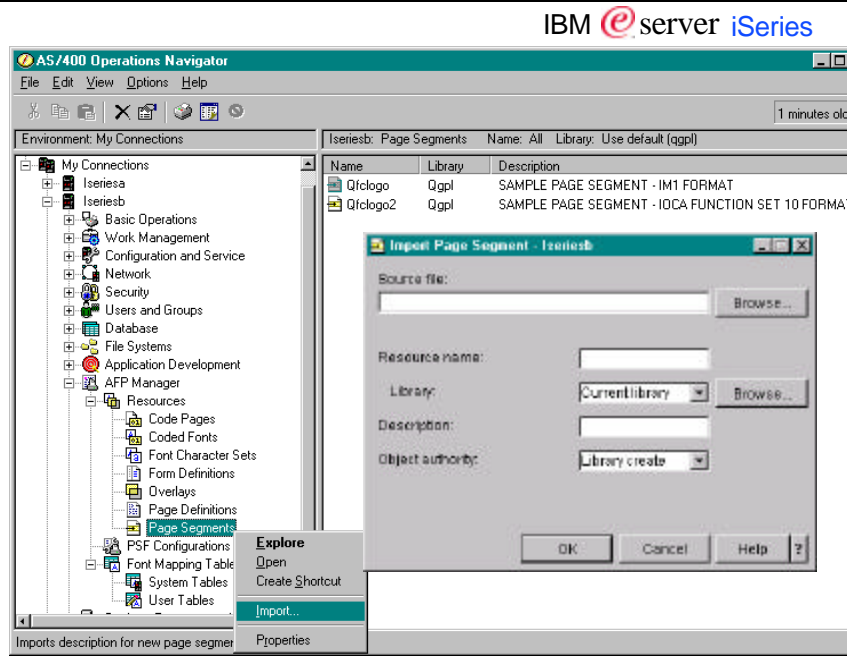 IBM e server iSeries
AS/400 Operations Navigator
File Edit View Options Help
1 minutes old
Environment: My Connections
Iseriesb: Page Segments Name: All Library: Use default (qgpl)
My Connections
Iseriesa
Iseriesb
Basic Operations
Work Management
Configuration and Service
Network
Security
Users and Groups
Database
File Systems
Application Development
AFP Manager
Resources
Code Pages
Coded Fonts
Font Character Sets
Form Definitions
Overlays
Page Definitions
Page Segments
PSF Configurations
Font Mapping Table
System Tables
User Tables
Name Library Description
Qfclogo Qgpl SAMPLE PAGE SEGMENT - IM1 FORMAT
Qfclogo2 Qgpl SAMPLE PAGE SEGMENT - IOCA FUNCTION SET 10 FORMA
Import Page Segment - Iseriesb
Source file:
Browse...
Resource name:
Library: Current library Browse...
Description:
Object authority: Library create
OK Cancel Help ?
Explore
Open
Create Shortcut
Import...
Properties
Imports description for new page segmen